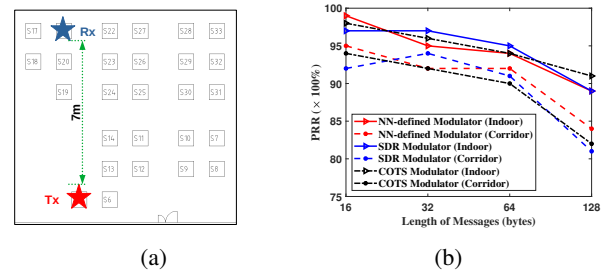 S17 Rx S22 S27 S28 S33
S18 S20 S23 S26 S29 S32
S19 S24 S25 S30 S31
7m
S14 S11 S10 S7
S13 S12 S9 S8
Tx S6
(a)
PRR (× 100%)
100
95
90
85
80
75
NN-defined Modulator (Indoor)
NN-defined Modulator (Corridor)
SDR Modulator (Indoor)
SDR Modulator (Corridor)
COTS Modulator (Indoor)
COTS Modulator (Corridor)
16 32 64 128
Length of Messages (bytes)
(b)